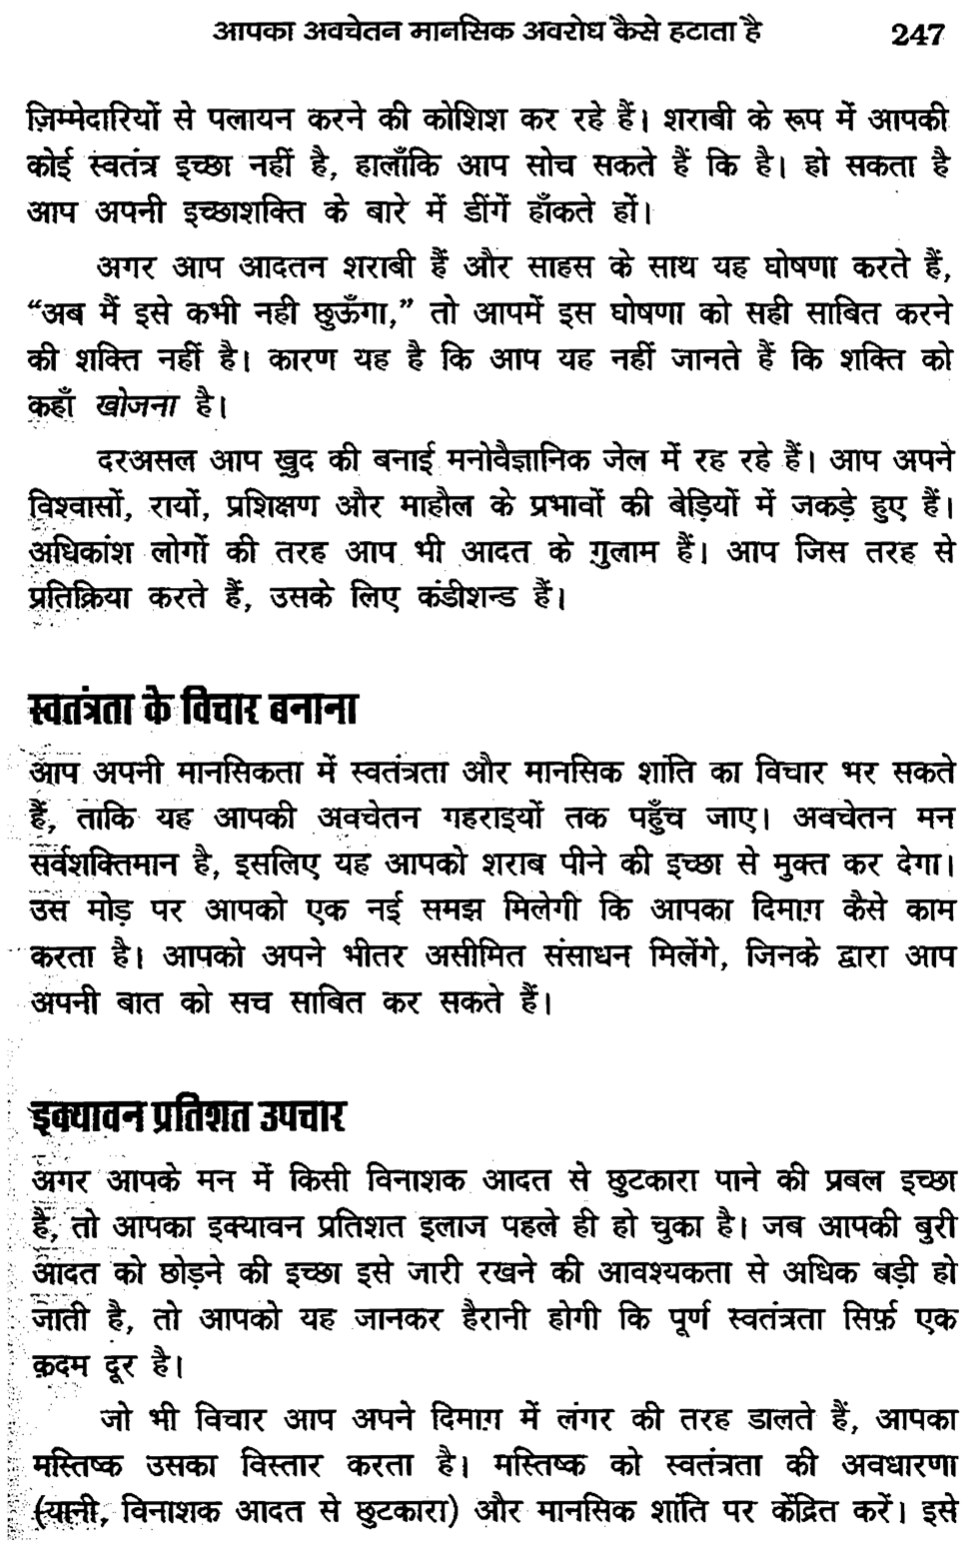 आपका अवचेतन मानसिक अवरोध कैसे हटाता है 247
ज़िम्मेदारियों से पलायन करने की कोशिश कर रहे हैं। शराबी के रूप में आपकी
कोई स्वतंत्र इच्छा नहीं है, हालाँकि आप सोच सकते हैं कि है। हो सकता है
आप अपनी इच्छाशक्ति के बारे में डींगें हाँकते हों।
अगर आप आदतन शराबी हैं और साहस के साथ यह घोषणा करते हैं,
“अब मैं इसे कभी नही छुऊँगा,” तो आपमें इस घोषणा को सही साबित करने
की शक्ति नहीं है। कारण यह है कि आप यह नहीं जानते हैं कि शक्ति को
कहाँ खोजना है।
दरअसल आप ख़ुद की बनाई मनोवैज्ञानिक जेल में रह रहे हैं। आप अपने
विश्वासों, रायों, प्रशिक्षण और माहौल के प्रभावों की बेड़ियों में जकड़े हुए हैं।
अधिकांश लोगों की तरह आप भी आदत के ग़ुलाम हैं। आप जिस तरह से
प्रतिक्रिया करते हैं, उसके लिए कंडीशन्ड हैं।
स्वतंत्रता के विचार बनाना
आप अपनी मानसिकता में स्वतंत्रता और मानसिक शांति का विचार भर सकते
हैं, ताकि यह आपकी अवचेतन गहराइयों तक पहुँच जाए। अवचेतन मन
सर्वशक्तिमान है, इसलिए यह आपको शराब पीने की इच्छा से मुक्त कर देगा।
उस मोड़ पर आपको एक नई समझ मिलेगी कि आपका दिमाग़ कैसे काम
करता है। आपको अपने भीतर असीमित संसाधन मिलेंगे, जिनके द्वारा आप
अपनी बात को सच साबित कर सकते हैं।
इक्यावन प्रतिशत उपचार
अगर आपके मन में किसी विनाशक आदत से छुटकारा पाने की प्रबल इच्छा
है, तो आपका इक्यावन प्रतिशत इलाज पहले ही हो चुका है। जब आपकी बुरी
आदत को छोड़ने की इच्छा इसे जारी रखने की आवश्यकता से अधिक बड़ी हो
जाती है, तो आपको यह जानकर हैरानी होगी कि पूर्ण स्वतंत्रता सिर्फ़ एक
क़दम दूर है।
जो भी विचार आप अपने दिमाग़ में लंगर की तरह डालते हैं, आपका
मस्तिष्क उसका विस्तार करता है। मस्तिष्क को स्वतंत्रता की अवधारणा
(यानी, विनाशक आदत से छुटकारा) और मानसिक शांति पर केंद्रित करें। इसे